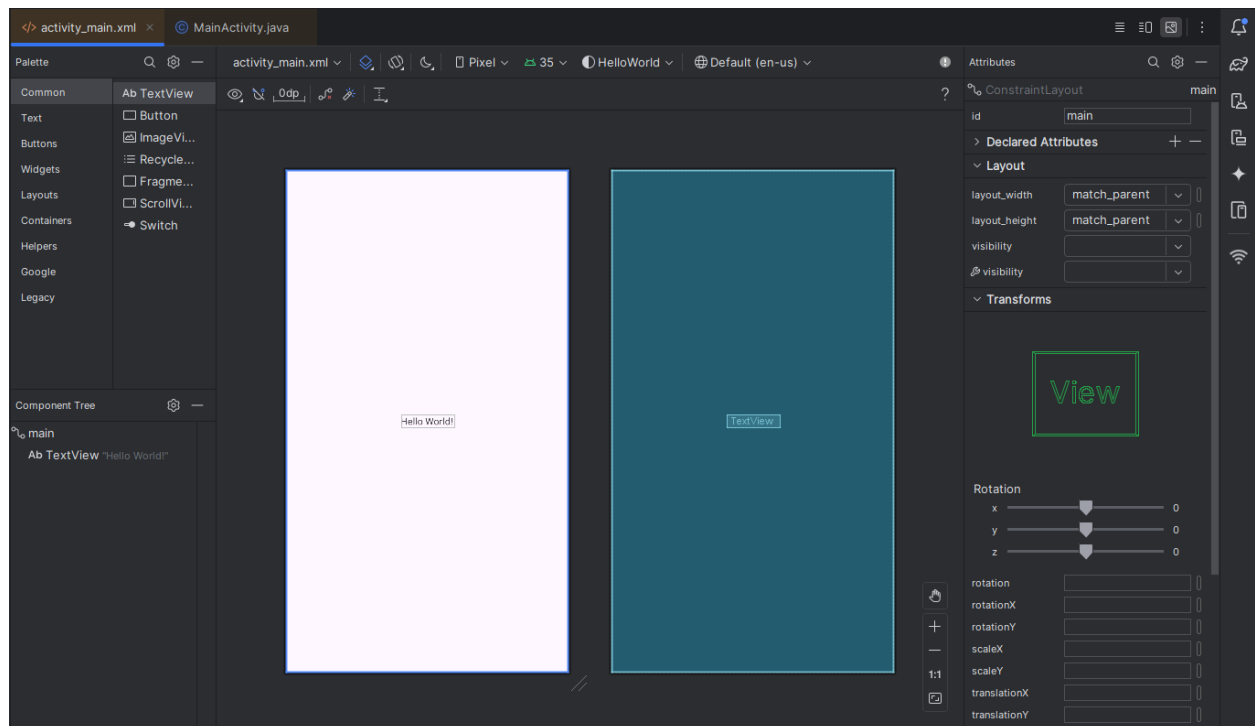 </> activity_main.xml
MainActivity.java
Palette
activity_main.xml
Pixel
35
HelloWorld
Default (en-us)
Attributes
Common
Text
Buttons
Widgets
Layouts
Containers
Helpers
Google
Legacy
Ab TextView
Button
ImageVi...
Recycle...
Fragme...
ScrollVi...
Switch
0dp
?
ConstraintLayout main
id main
Declared Attributes
Layout
layout_width match_parent
layout_height match_parent
visibility
visibility
Transforms
View
Hello World!
TextView
Component Tree
main
Ab TextView "Hello World!"
Rotation
x 0
y 0
z 0
rotation
rotationX
rotationY
scaleX
scaleY
translationX
translationY
1:1